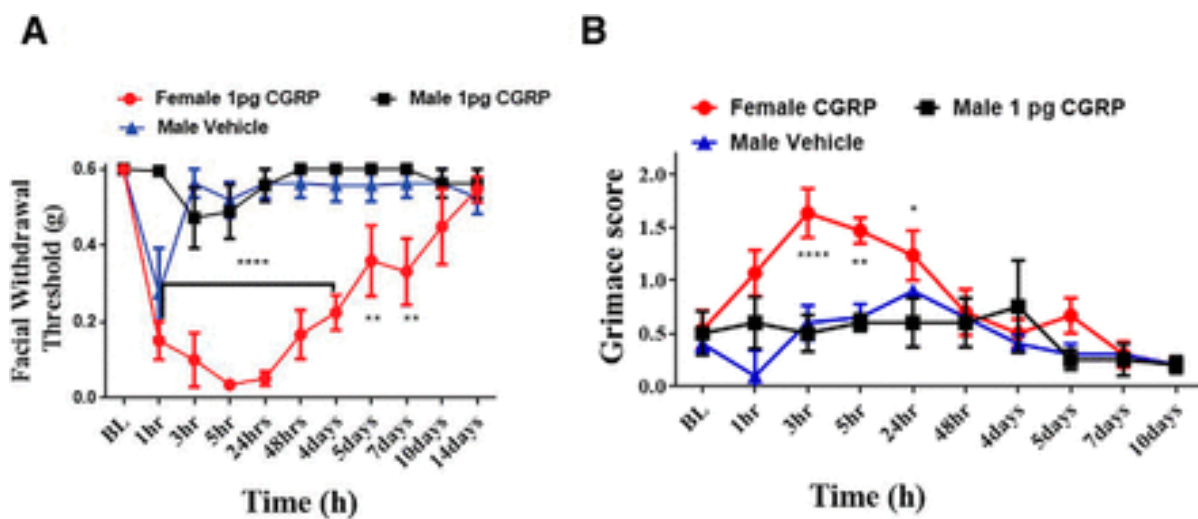 A
Female 1pg CGRP
Male 1pg CGRP
Male Vehicle
Facial Withdrawal
Threshold (g)
0.6
0.4
0.2
0.0
****
**
**
BL
1hr
3hr
5hr
24hrs
48hrs
4days
5days
7days
10days
14days
Time (h)
B
Female CGRP
Male 1 pg CGRP
Male Vehicle
Grimace score
2.0
1.5
1.0
0.5
0.0
****
**
*
BL
1hr
3hr
5hr
24hr
48hr
4days
5days
7days
10days
Time (h)